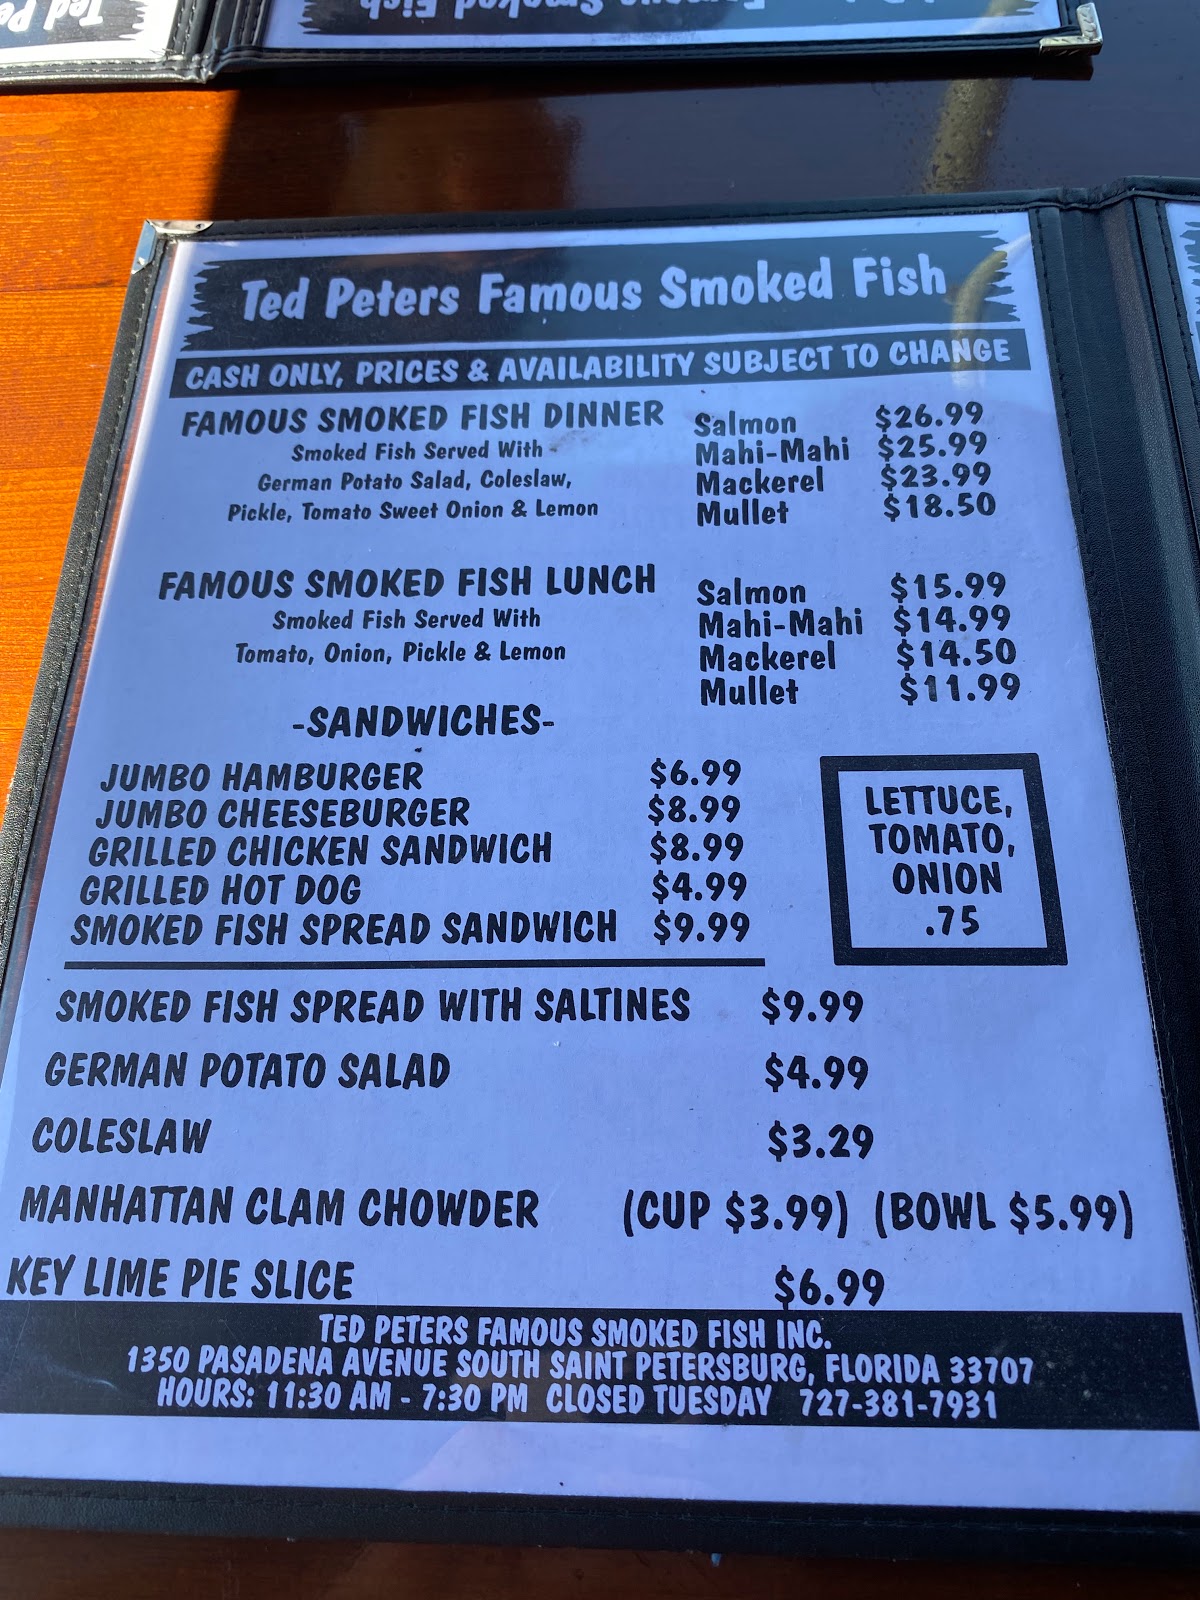 Ted Pe
Famous Smoked Fish
Ted Peters Famous Smoked Fish
CASH ONLY, PRICES & AVAILABILITY SUBJECT TO CHANGE
FAMOUS SMOKED FISH DINNER
Smoked Fish Served With
German Potato Salad, Coleslaw,
Pickle, Tomato Sweet Onion & Lemon
Salmon $26.99
Mahi-Mahi $25.99
Mackerel $23.99
Mullet $18.50
FAMOUS SMOKED FISH LUNCH
Smoked Fish Served With
Tomato, Onion, Pickle & Lemon
Salmon $15.99
Mahi-Mahi $14.99
Mackerel $14.50
Mullet $11.99
-SANDWICHES-
JUMBO HAMBURGER $6.99
JUMBO CHEESEBURGER $8.99
GRILLED CHICKEN SANDWICH $8.99
GRILLED HOT DOG $4.99
SMOKED FISH SPREAD SANDWICH $9.99
LETTUCE,
TOMATO,
ONION
.75
SMOKED FISH SPREAD WITH SALTINES $9.99
GERMAN POTATO SALAD $4.99
COLESLAW $3.29
MANHATTAN CLAM CHOWDER (CUP $3.99) (BOWL $5.99)
KEY LIME PIE SLICE $6.99
TED PETERS FAMOUS SMOKED FISH INC.
1350 PASADENA AVENUE SOUTH SAINT PETERSBURG, FLORIDA 33707
HOURS: 11:30 AM - 7:30 PM CLOSED TUESDAY 727-381-7931